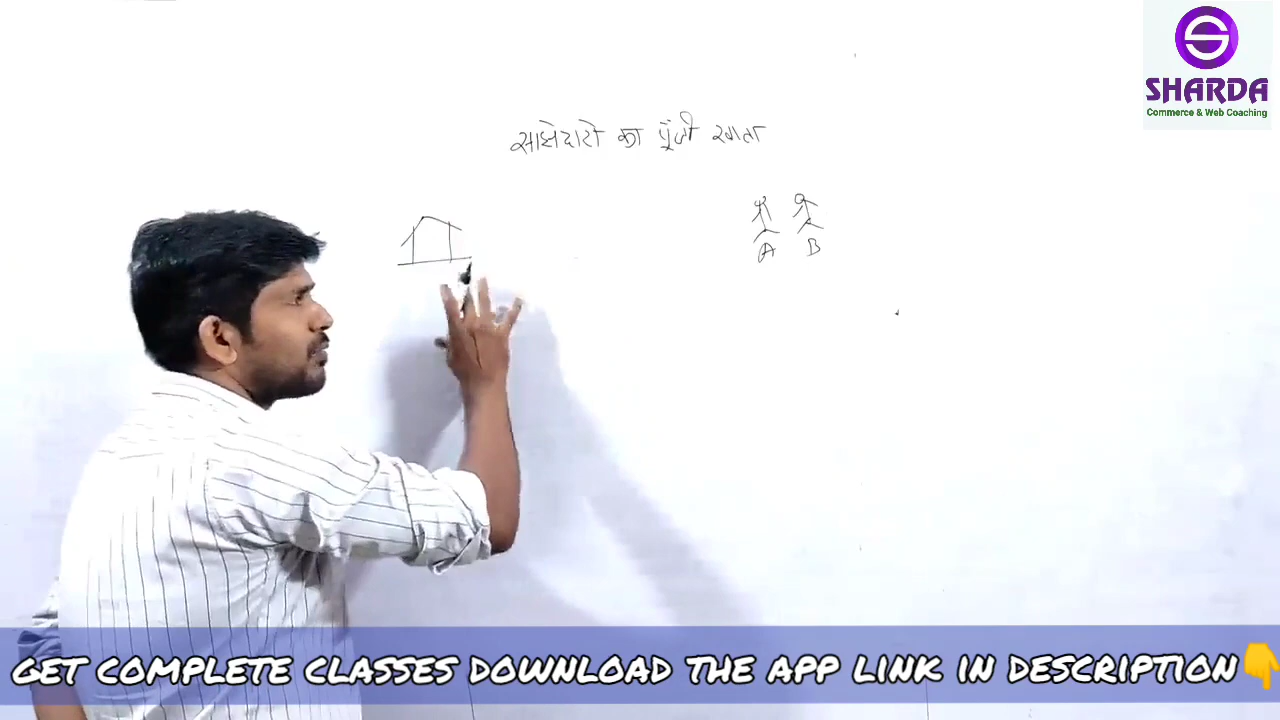 SHARDA
Commerce & Web Coaching
साझेदारो का पूँजी खाता
A B
GET COMPLETE CLASSES DOWNLOAD THE APP LINK IN DESCRIPTION👇